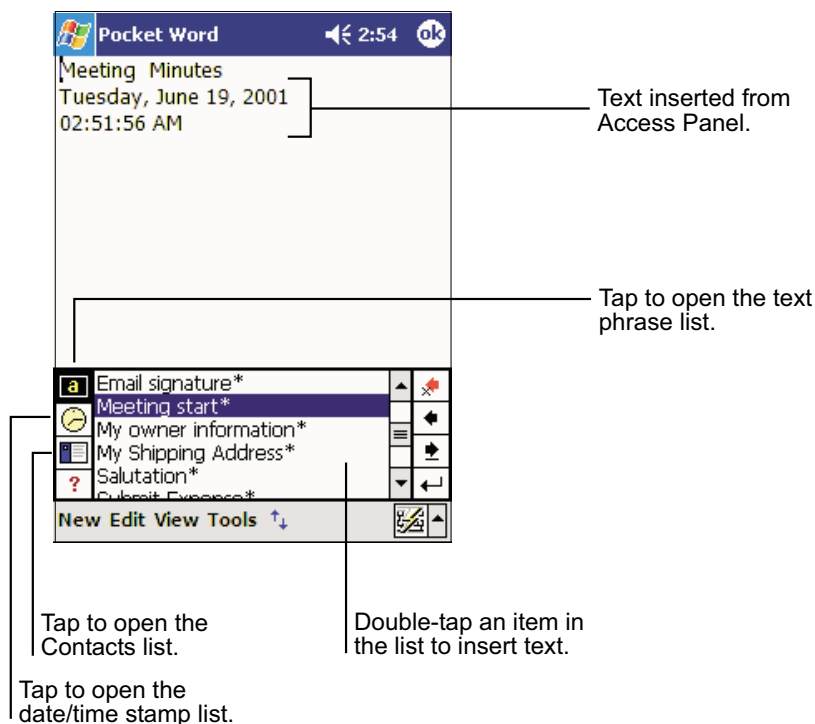 Pocket Word 2:54 ok
Meeting Minutes
Tuesday, June 19, 2001
02:51:56 AM
Text inserted from
Access Panel.
Tap to open the text
phrase list.
a
Email signature*
Meeting start*
My owner information*
My Shipping Address*
? Salutation*
Submit Expense*
New Edit View Tools
Tap to open the
Contacts list.
Double-tap an item in
the list to insert text.
Tap to open the
date/time stamp list.